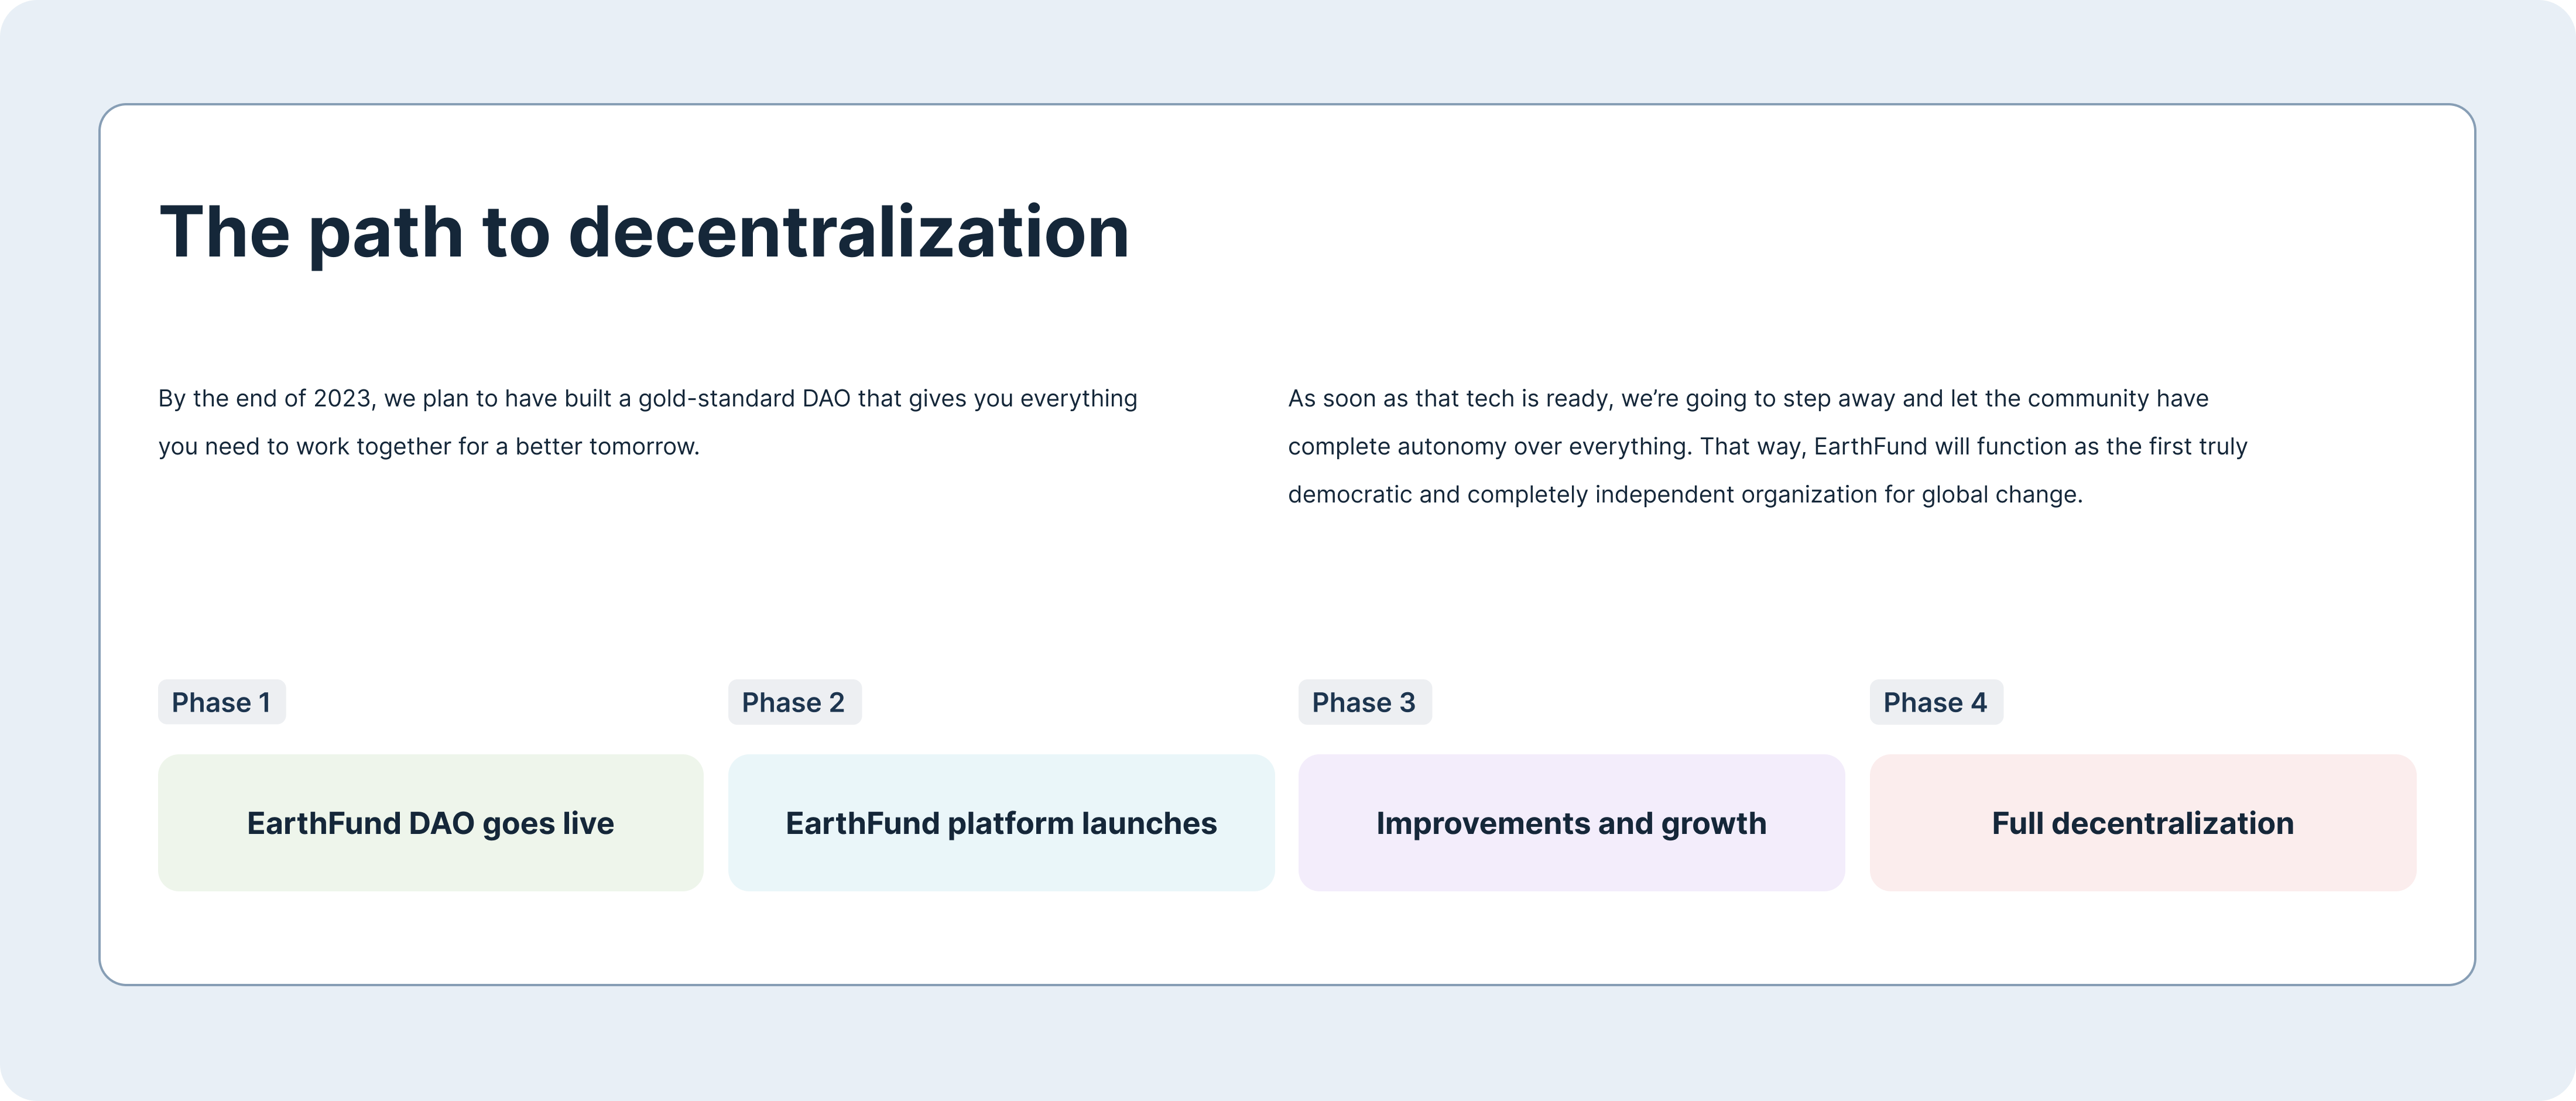 The path to decentralization
By the end of 2023, we plan to have built a gold-standard DAO that gives you everything
you need to work together for a better tomorrow.
As soon as that tech is ready, we’re going to step away and let the community have
complete autonomy over everything. That way, EarthFund will function as the first truly
democratic and completely independent organization for global change.
Phase 1
EarthFund DAO goes live
Phase 2
EarthFund platform launches
Phase 3
Improvements and growth
Phase 4
Full decentralization